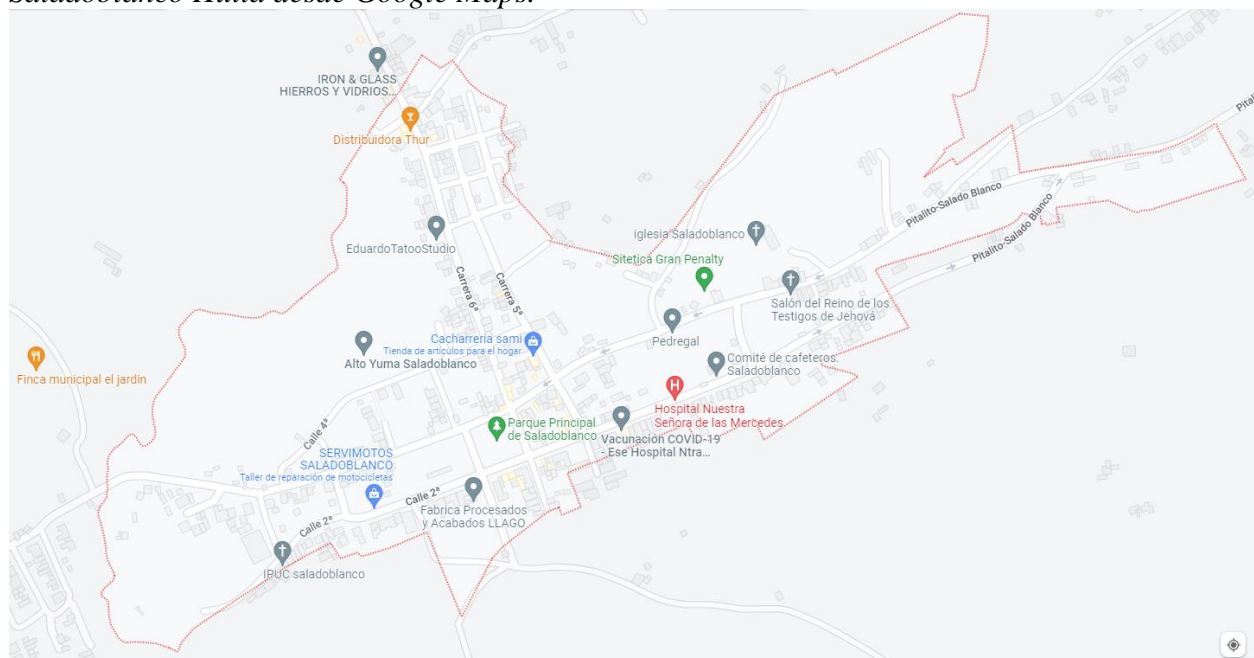 Saladoblanco Huila desde Google Maps.
IRON & GLASS
HIERROS Y VIDRIOS...
Distribuidora Thur
EduardoTatooStudio
iglesia Saladoblanco
Sitetica Gran Penalty
Pitalito-Salado Blanco
Pitalito-Salado Blanco
Salón del Reino de los
Testigos de Jehová
Carrera 6ª
Carrera 5ª
Pedregal
Cacharreria sami
Tienda de artículos para el hogar
Alto Yuma Saladoblanco
Finca municipal el jardin
Comité de cafeteros.
Saladoblanco
Hospital Nuestra
Señora de las Mercedes
Parque Principal
de Saladoblanco
Vacunación COVID-19
- Ese Hospital Ntra...
Calle 4ª
SERVIMOTOS
SALADOBLANCO
Taller de reparación de motocicletas
Calle 2ª
Fabrica Procesados
y Acabados LLAGO
Calle 2ª
IPUC saladoblanco